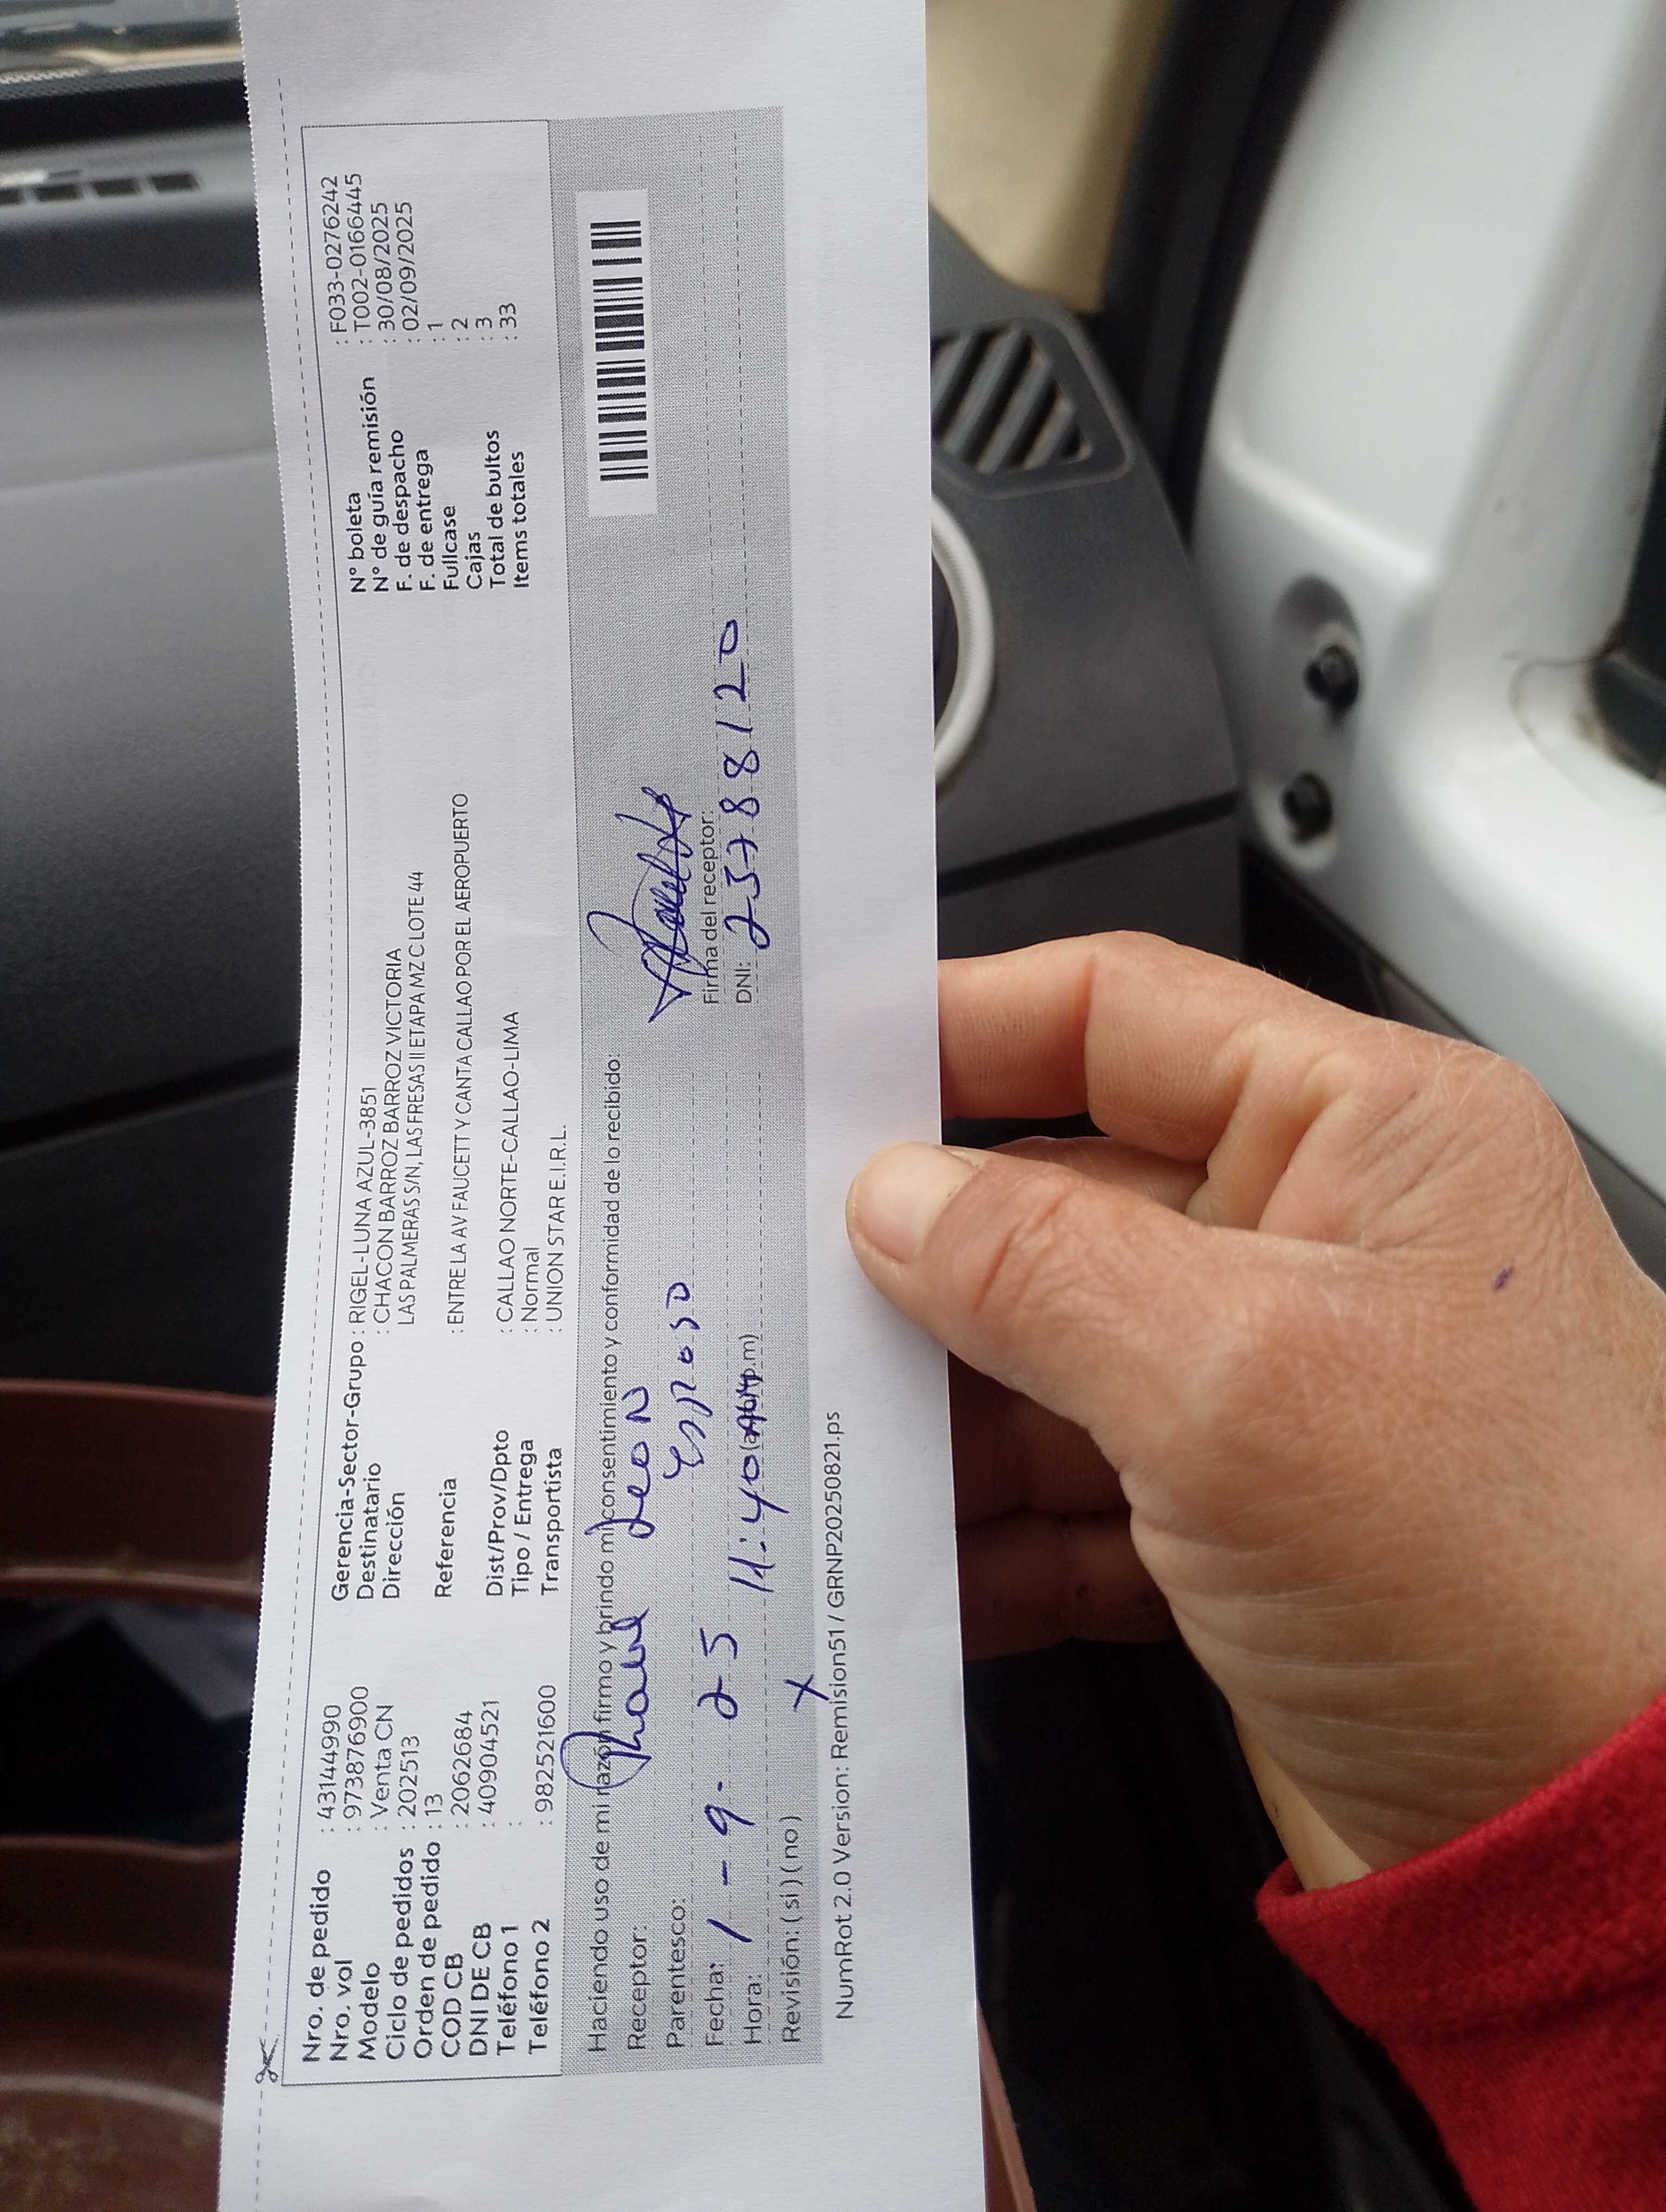 Nro. de pedido : 43144990
Nro. vol : 973876900
Modelo : Venta CN
Ciclo de pedidos : 202513
Orden de pedido : 13
COD CB : 2062684
DNI DE CB : 40904521
Teléfono 1 :
Teléfono 2 : 982521600
Gerencia-Sector-Grupo : RIGEL-LUNA AZUL-3851
Destinatario : CHACON BARROZ BARROZ VICTORIA
Dirección LAS PALMERAS S/N, LAS FRESAS II ETAPA MZ C LOTE 44
Referencia : ENTRE LA AV FAUCETT Y CANTA CALLAO POR EL AEROPUERTO
Dist/Prov/Dpto : CALLAO NORTE-CALLAO-LIMA
Tipo / Entrega : Normal
Transportista : UNION STAR E.I.R.L.
N° boleta : F033-0276242
N° de guía remisión : T002-0166445
F. de despacho : 30/08/2025
F. de entrega : 02/09/2025
Fullcase : 1
Cajas : 2
Total de bultos : 3
Items totales : 33
Haciendo uso de mi razón firmo y brindo mi consentimiento y conformidad de lo recibido:
Receptor: Leon
Parentesco: Esposo
Fecha: 1 - 9 - 25
Hora: 11:40 (a.m/p.m)
Revisión: (si) (no) X
Firma del receptor:
DNI: 25788120
NumRot 2.0 Version: Remision51 / GRNP20250821.ps